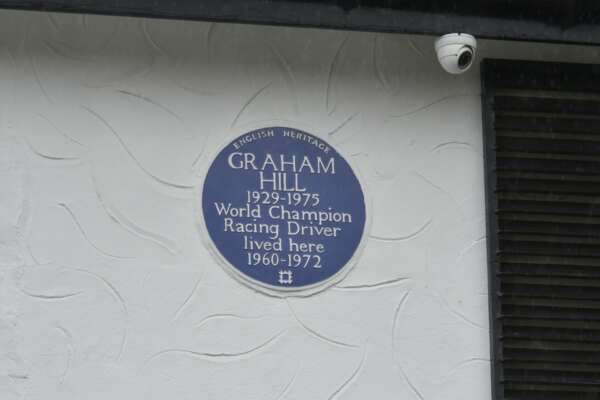 ENGLISH HERITAGE
GRAHAM
HILL
1929-1975
World Champion
Racing Driver
lived here
1960-1972